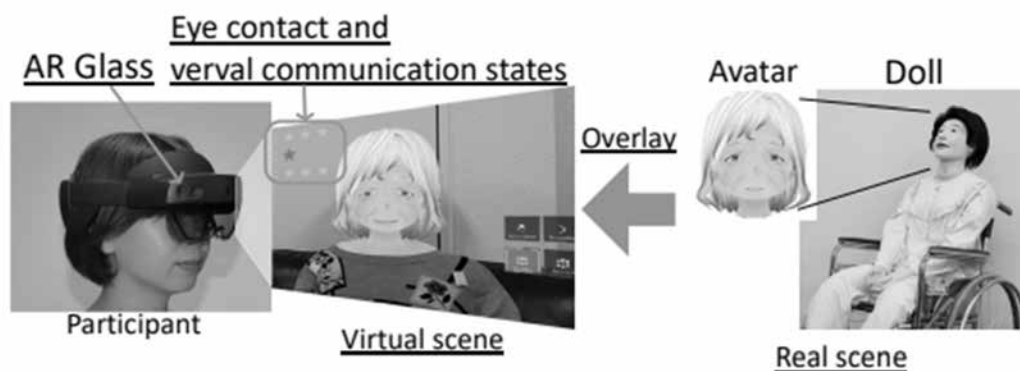 Eye contact and
verval communication states
AR Glass
Avatar
Doll
Overlay
Participant
Virtual scene
Real scene